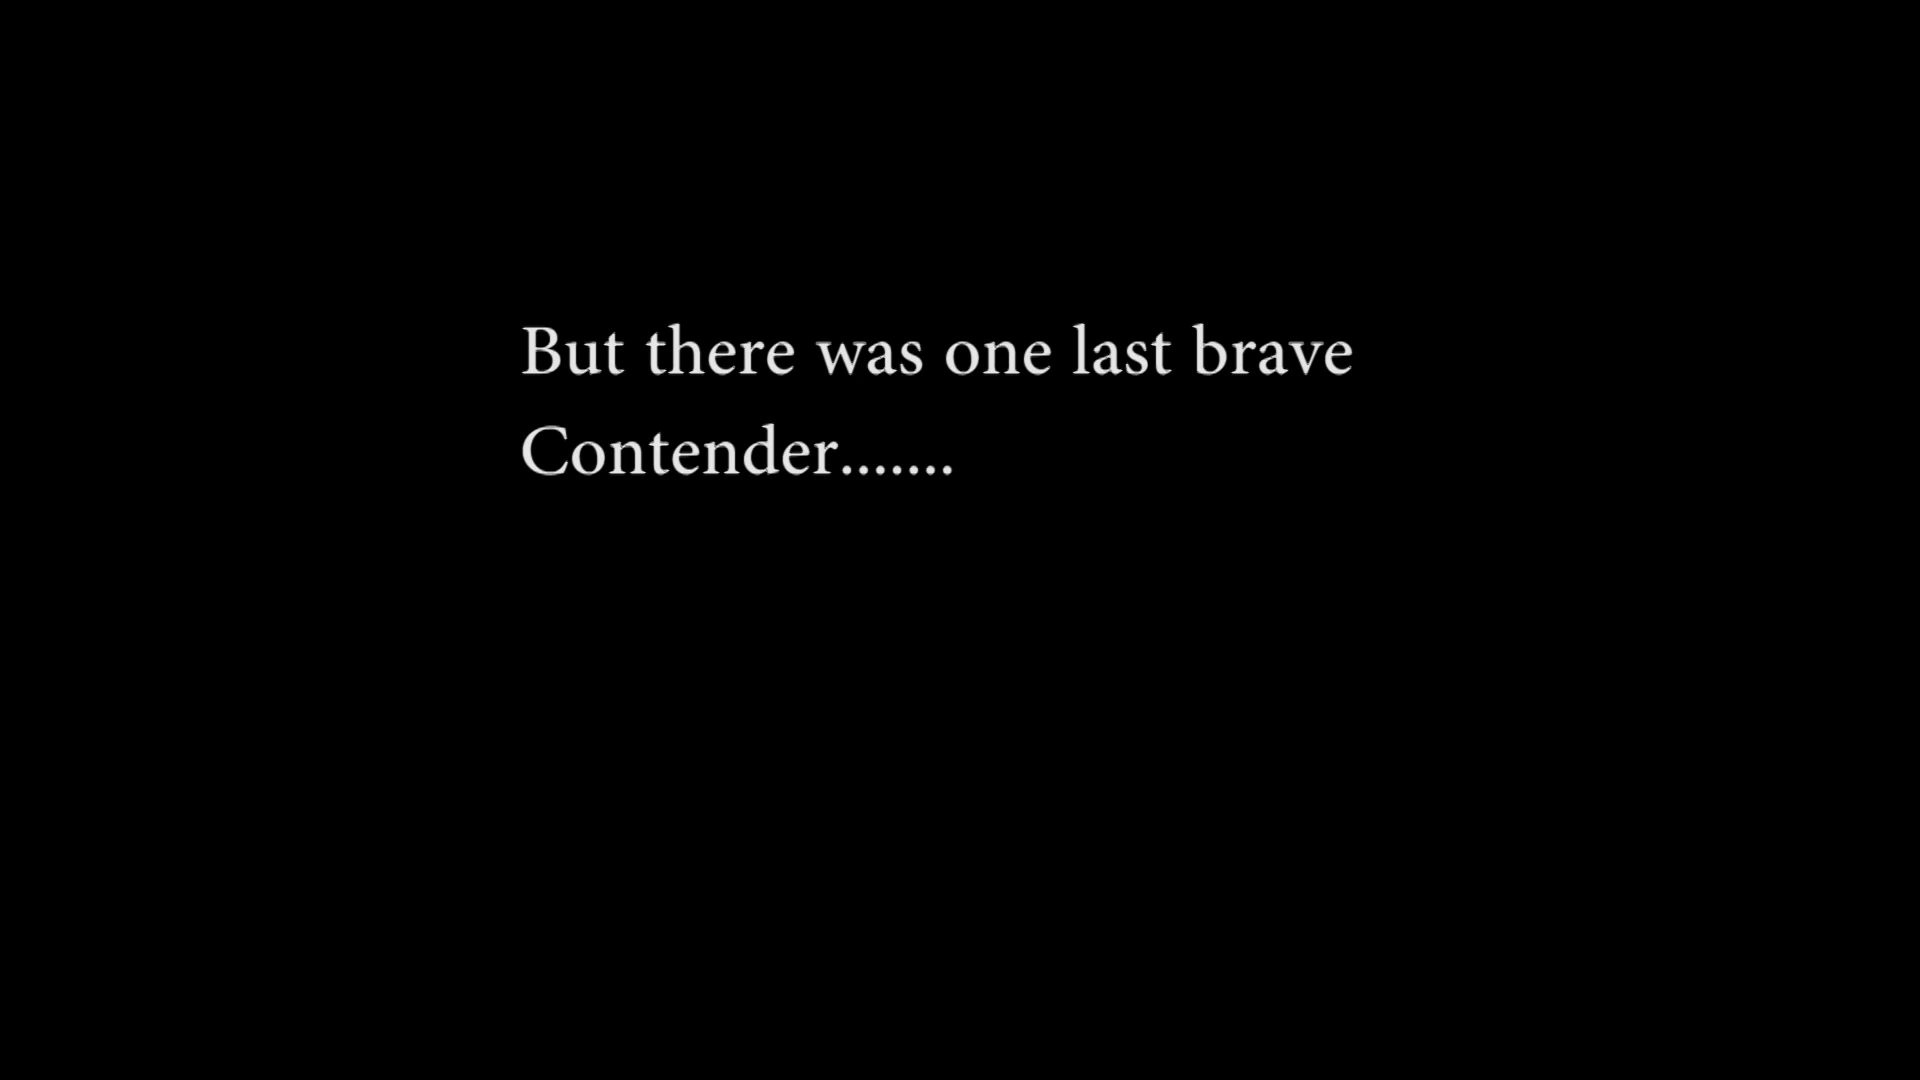 But there was one last brave
Contender.......